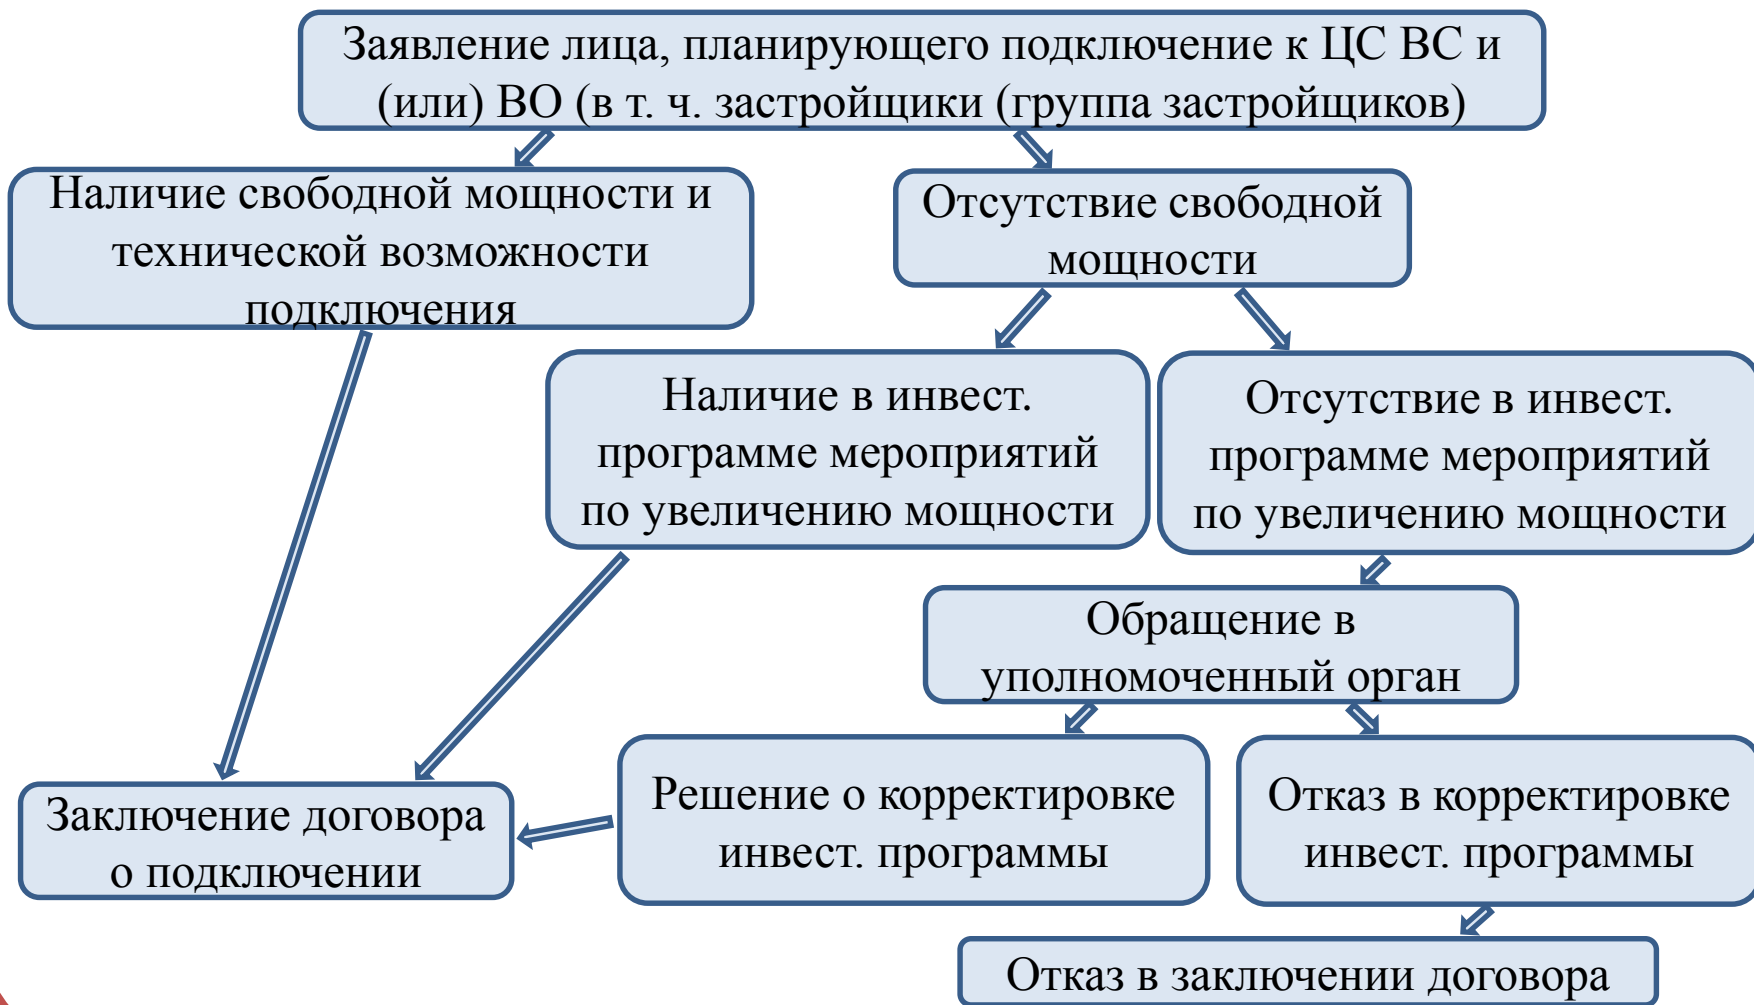 Заявление лица, планирующего подключение к ЦС ВС и
(или) ВО (в т. ч. застройщики (группа застройщиков)
Наличие свободной мощности и
технической возможности
подключения
Отсутствие свободной
мощности
Наличие в инвест.
программе мероприятий
по увеличению мощности
Отсутствие в инвест.
программе мероприятий
по увеличению мощности
Обращение в
уполномоченный орган
Заключение договора
о подключении
Решение о корректировке
инвест. программы
Отказ в корректировке
инвест. программы
Отказ в заключении договора